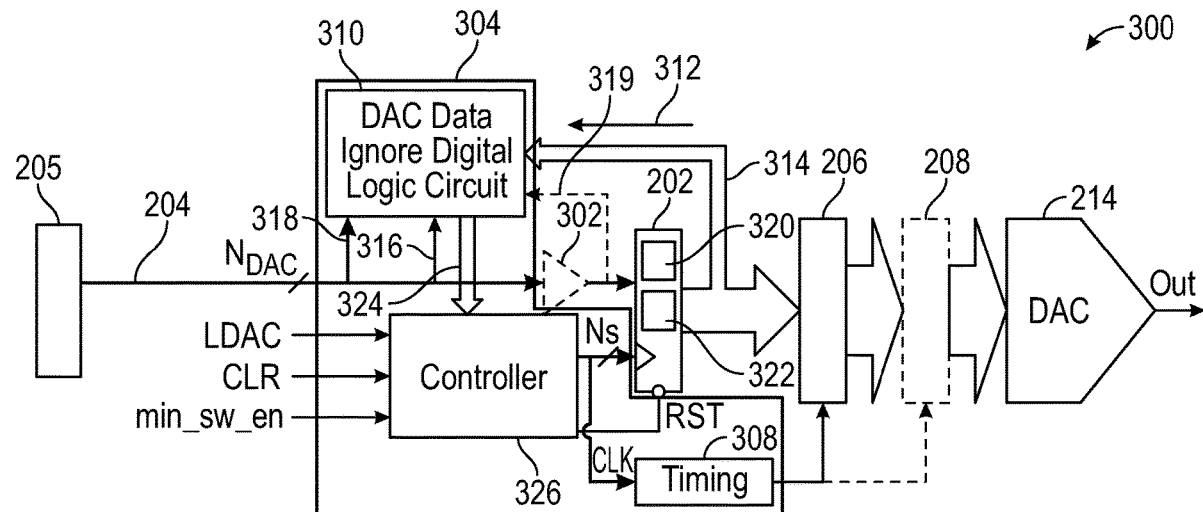 300
310
304
319
312
DAC Data
Ignore Digital
Logic Circuit
205
204
318
316
302
202
314
206
208
214
320
N_DAC
324
322
LDAC
CLR
min_sw_en
Controller
Ns
RST
DAC
Out
326
CLK
308
Timing